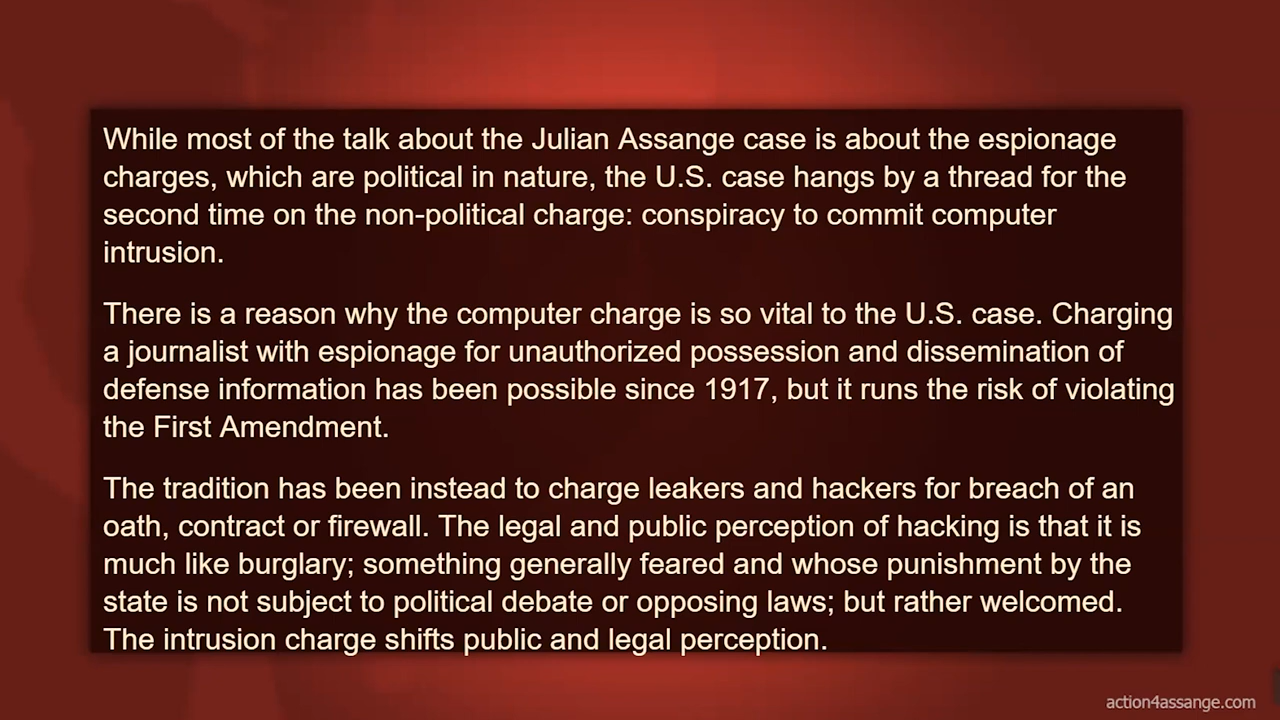 While most of the talk about the Julian Assange case is about the espionage
charges, which are political in nature, the U.S. case hangs by a thread for the
second time on the non-political charge: conspiracy to commit computer
intrusion.
There is a reason why the computer charge is so vital to the U.S. case. Charging
a journalist with espionage for unauthorized possession and dissemination of
defense information has been possible since 1917, but it runs the risk of violating
the First Amendment.
The tradition has been instead to charge leakers and hackers for breach of an
oath, contract or firewall. The legal and public perception of hacking is that it is
much like burglary; something generally feared and whose punishment by the
state is not subject to political debate or opposing laws; but rather welcomed.
The intrusion charge shifts public and legal perception.
action4assange.com